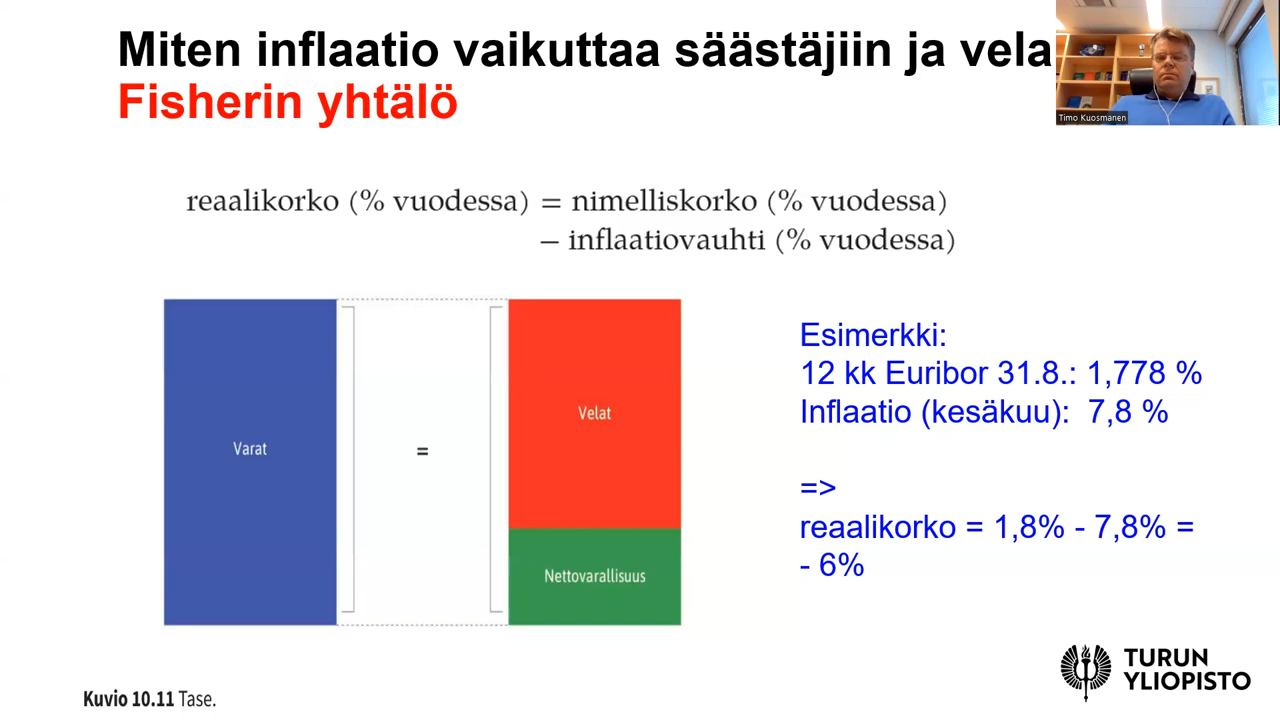 Miten inflaatio vaikuttaa säästäjiin ja vela
Fisherin yhtälö
Timo Kuosmanen
reaalikorko (% vuodessa) = nimelliskorko (% vuodessa)
– inflaatiovauhti (% vuodessa)
Varat
=
Velat
Nettovarallisuus
Esimerkki:
12 kk Euribor 31.8.: 1,778 %
Inflaatio (kesäkuu): 7,8 %
=>
reaalikorko = 1,8% - 7,8% =
- 6%
Kuvio 10.11 Tase.
TURUN
YLIOPISTO